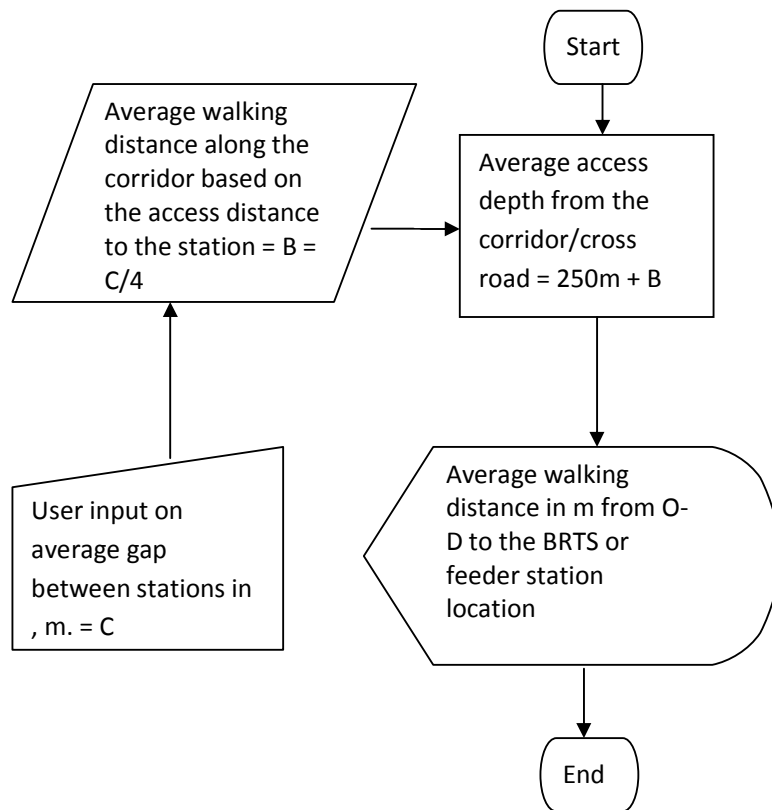 Start
Average walking
distance along the
corridor based on
the access distance
to the station = B =
C/4
Average access
depth from the
corridor/cross
road = 250m + B
User input on
average gap
between stations in
, m. = C
Average walking
distance in m from O-
D to the BRTS or
feeder station
location
End